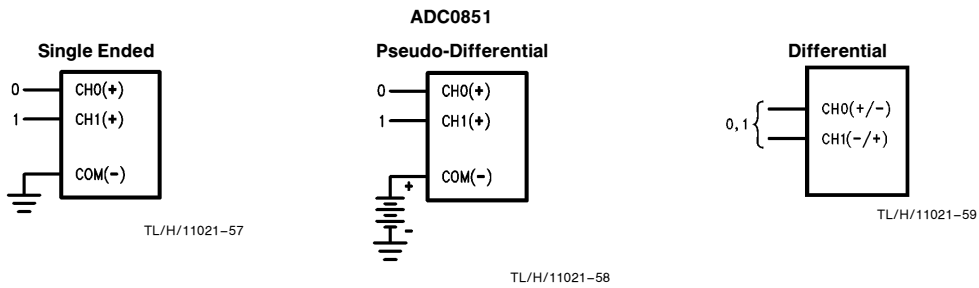 ADC0851
Single Ended
0
CH0(+)
1
CH1(+)
COM(-)
TL/H/11021–57
Pseudo-Differential
0
CH0(+)
1
CH1(+)
COM(-)
+
-
TL/H/11021–58
Differential
0,1
CH0(+/-)
CH1(-/+)
TL/H/11021–59